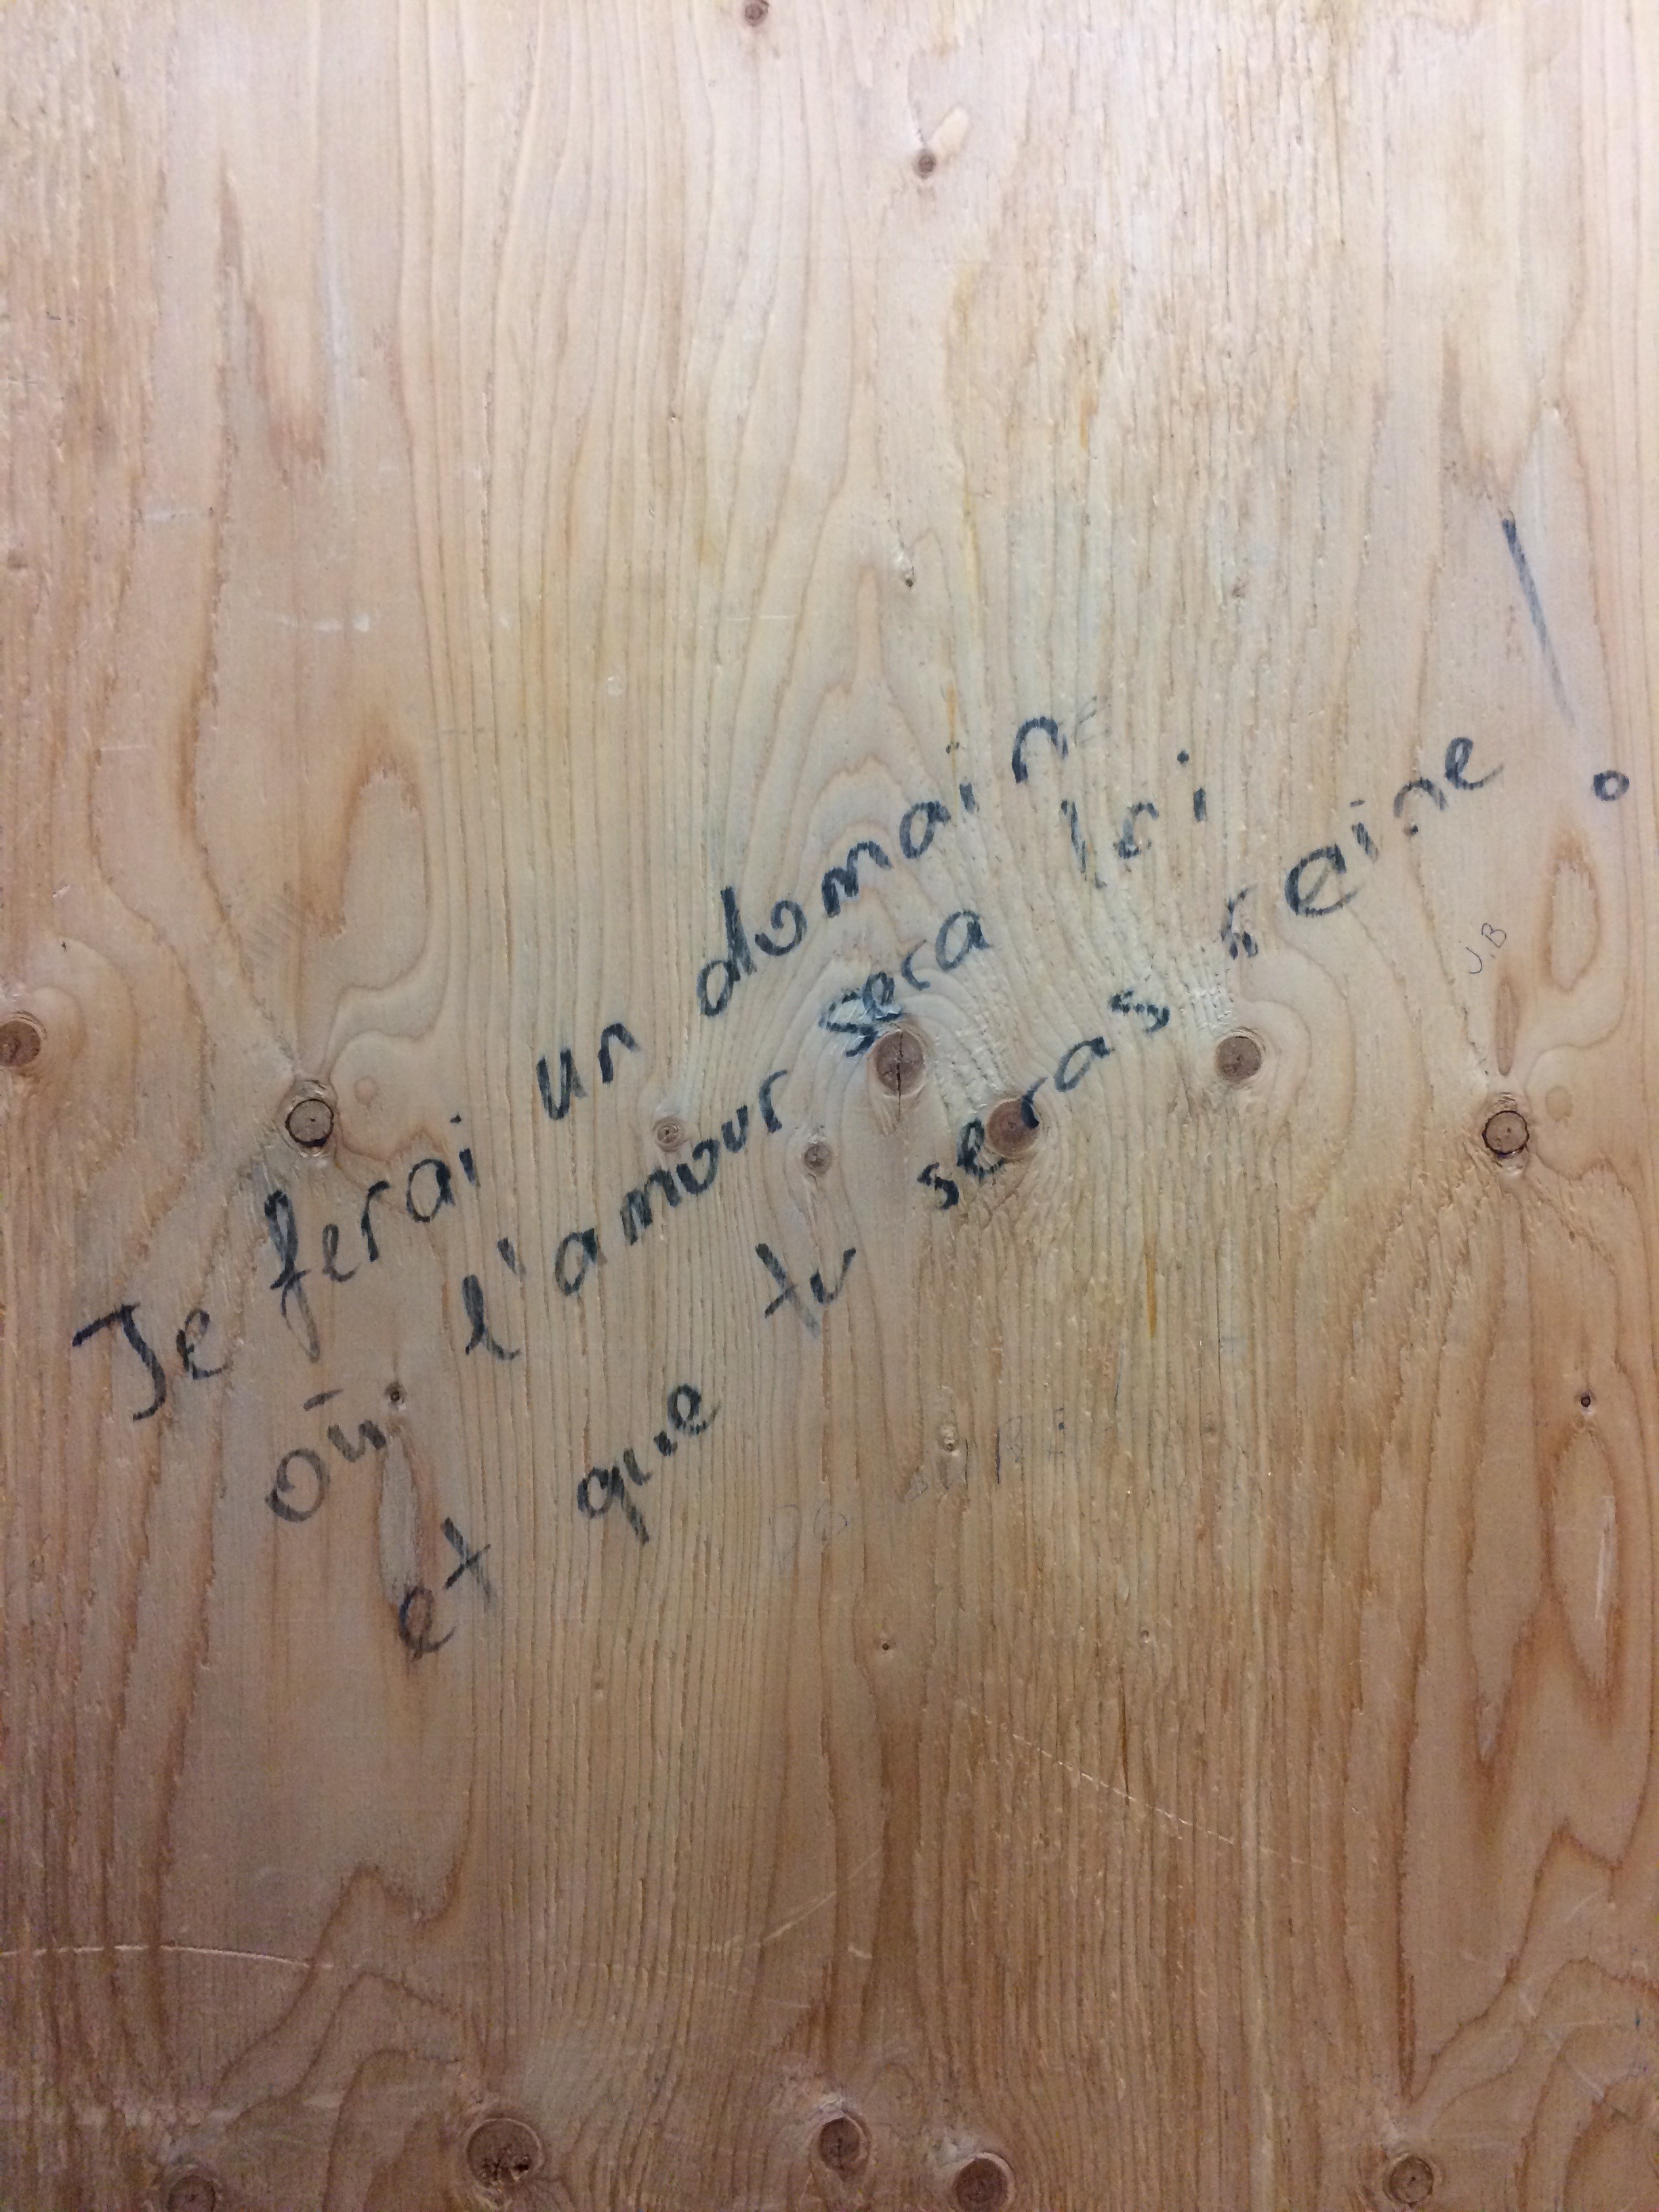 Je ferai un domaine
où l'amour sera loi
et que tu seras reine !
J.B